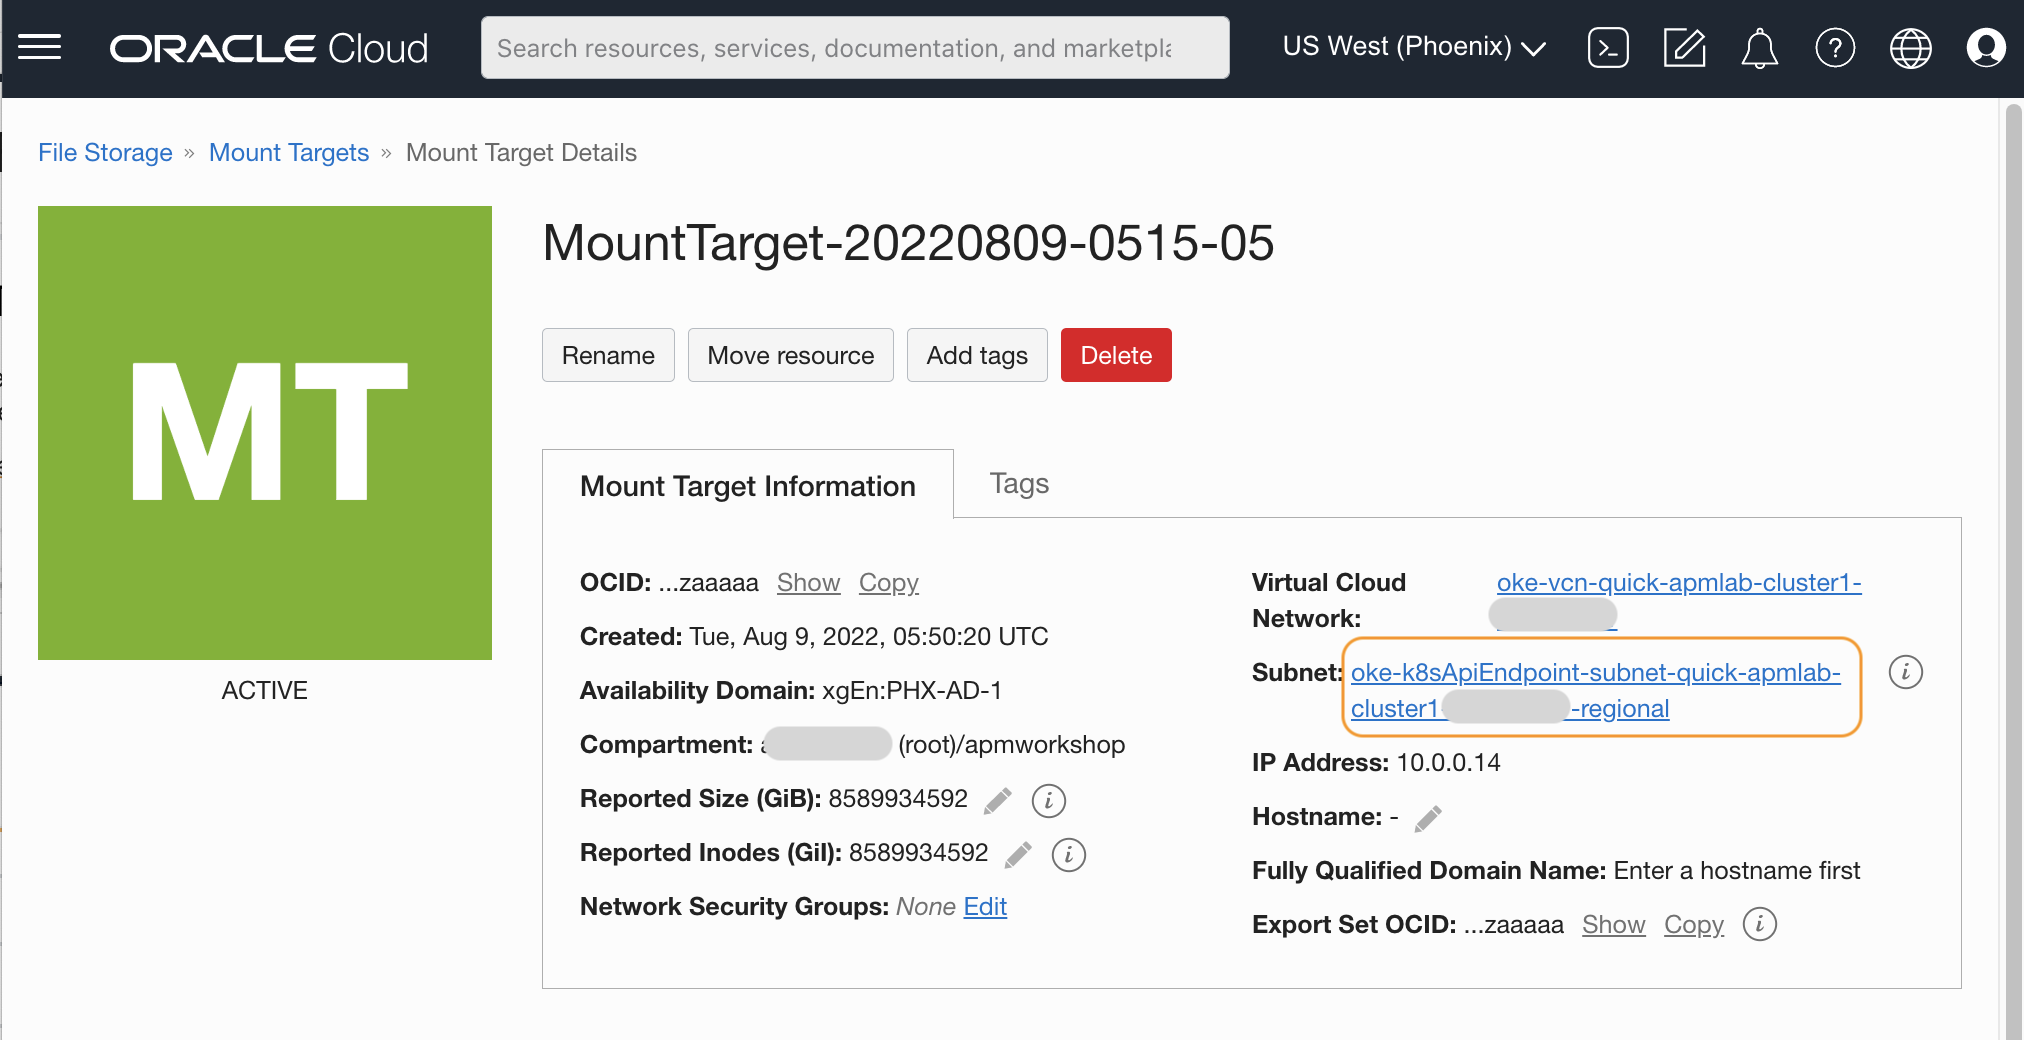 ORACLE Cloud
Search resources, services, documentation, and marketpla
US West (Phoenix)
File Storage » Mount Targets » Mount Target Details
MT
ACTIVE
MountTarget-20220809-0515-05
Rename Move resource Add tags Delete
Mount Target Information Tags
OCID: ...zaaaaa Show Copy
Created: Tue, Aug 9, 2022, 05:50:20 UTC
Availability Domain: xgEn:PHX-AD-1
Compartment: (root)/apmworkshop
Reported Size (GiB): 8589934592
Reported Inodes (GiI): 8589934592
Network Security Groups: None Edit
Virtual Cloud Network: oke-vcn-quick-apmlab-cluster1-
Subnet: oke-k8sApiEndpoint-subnet-quick-apmlab-
cluster1 -regional
IP Address: 10.0.0.14
Hostname: -
Fully Qualified Domain Name: Enter a hostname first
Export Set OCID: ...zaaaaa Show Copy